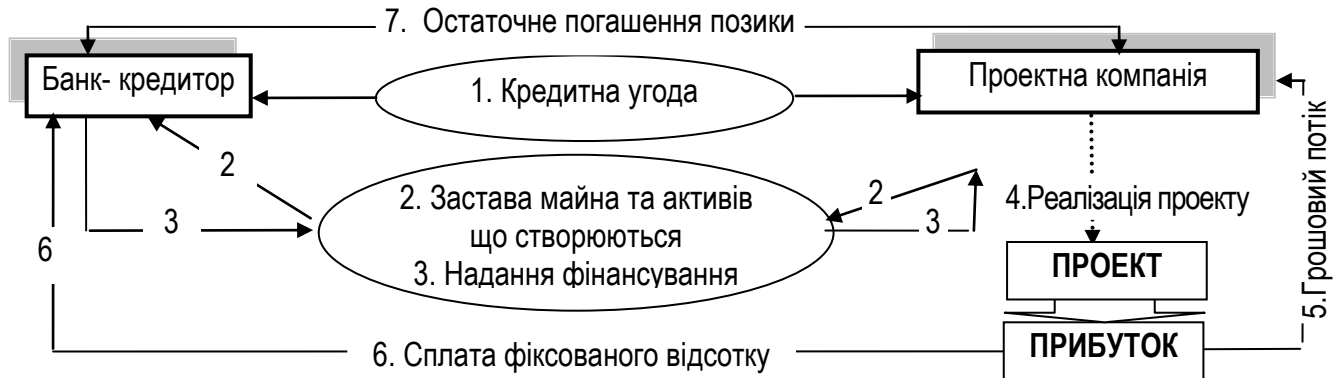 7. Остаточне погашення позики
Банк- кредитор
Проектна компанія
1. Кредитна угода
2
2. Застава майна та активів
що створюються
3. Надання фінансування
3
2
3
4.Реалізація проекту
5.Грошовий потік
6
ПРОЕКТ
ПРИБУТОК
6. Сплата фіксованого відсотку